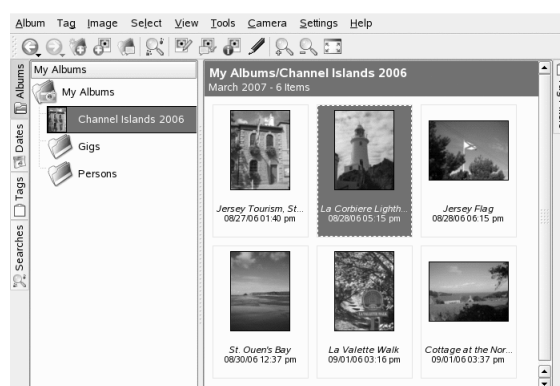 Album Tag Image Select View Tools Camera Settings Help
Albums
Dates
Tags
Searches
My Albums
My Albums
Channel Islands 2006
Gigs
Persons
My Albums/Channel Islands 2006
March 2007 - 6 Items
Jersey Tourism, St...
08/27/06 01:40 pm
La Corbiere Lighth...
08/28/06 05:15 pm
Jersey Flag
08/28/06 06:15 pm
St. Ouen's Bay
08/30/06 12:37 pm
La Valette Walk
09/01/06 03:16 pm
Cottage at the Nor...
09/01/06 03:37 pm